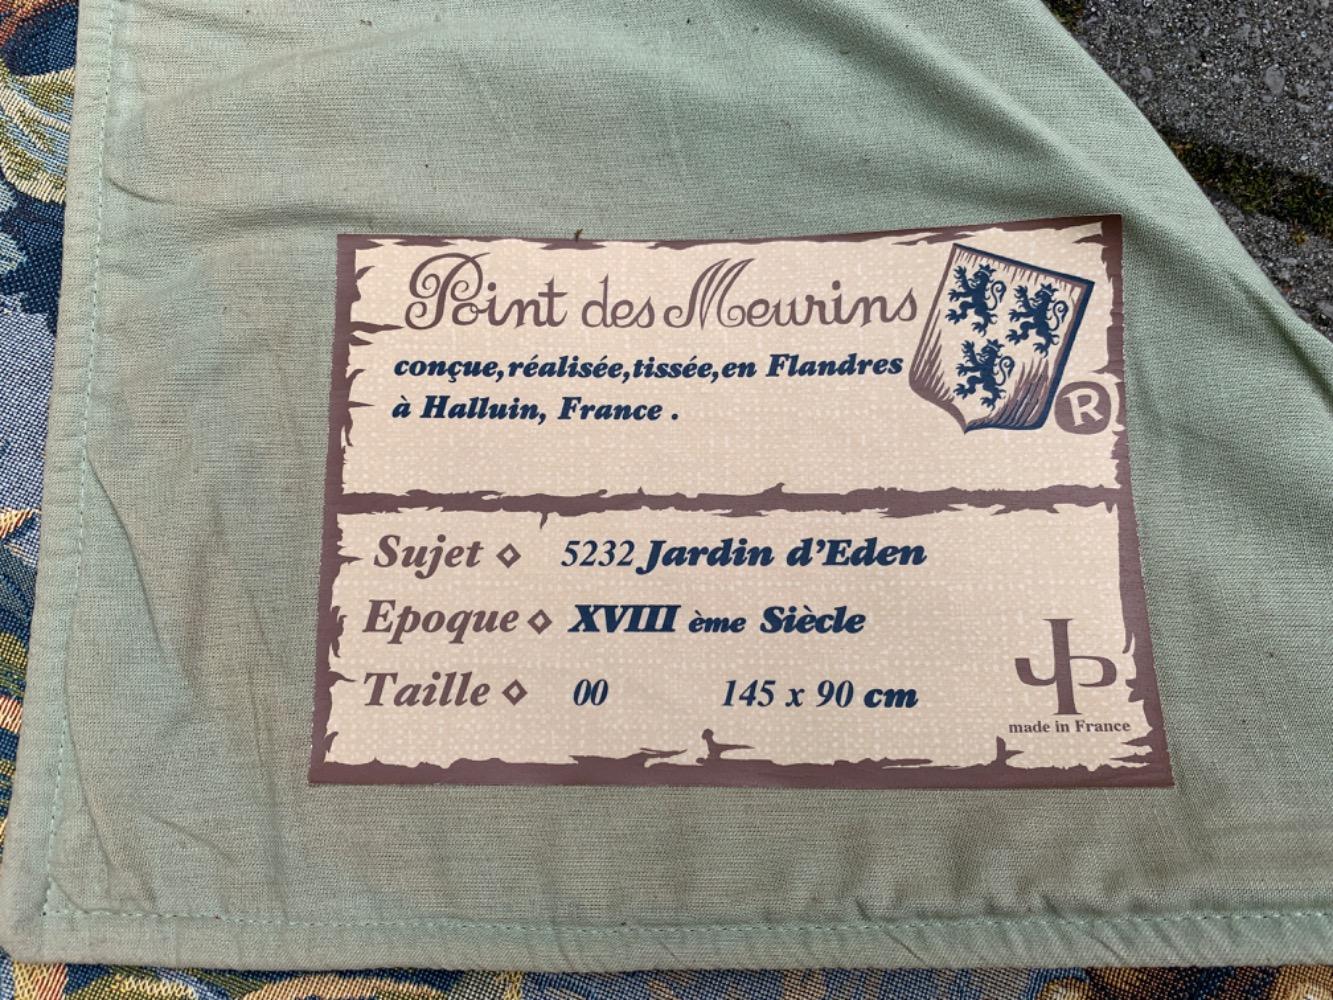 Point des Meurins
conçue, réalisée, tissée, en Flandres
à Halluin, France .
®
Sujet ◇ 5232 Jardin d'Eden
Epoque ◇ XVIII ème Siècle
Taille ◇ 00 145 x 90 cm
JP
made in France